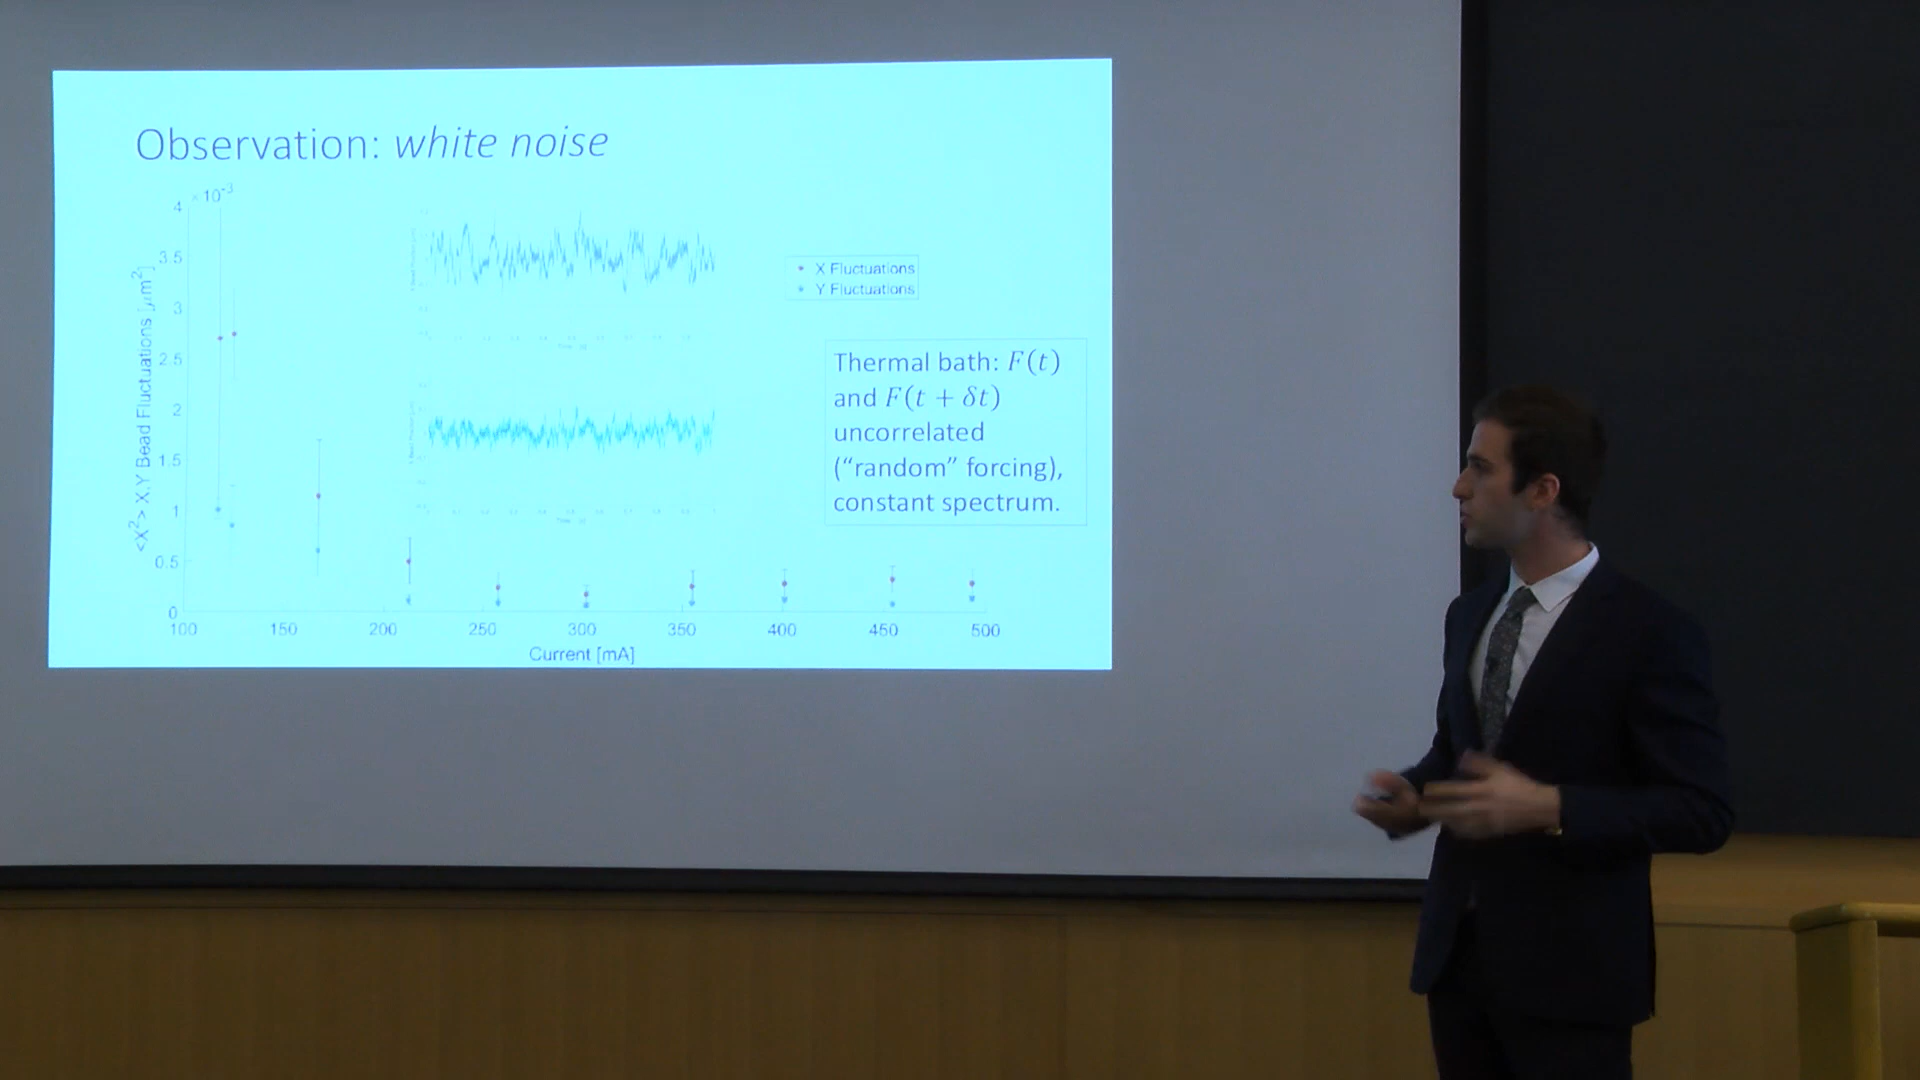 Observation: white noise
× 10⁻³
4
3.5
3
2.5
2
1.5
1
0.5
0
<X²> X,Y Bead Fluctuations [μm²]
100 150 200 250 300 350 400 450 500
Current [mA]
X Fluctuations
Y Fluctuations
Thermal bath: F(t)
and F(t + δt)
uncorrelated
(“random” forcing),
constant spectrum.